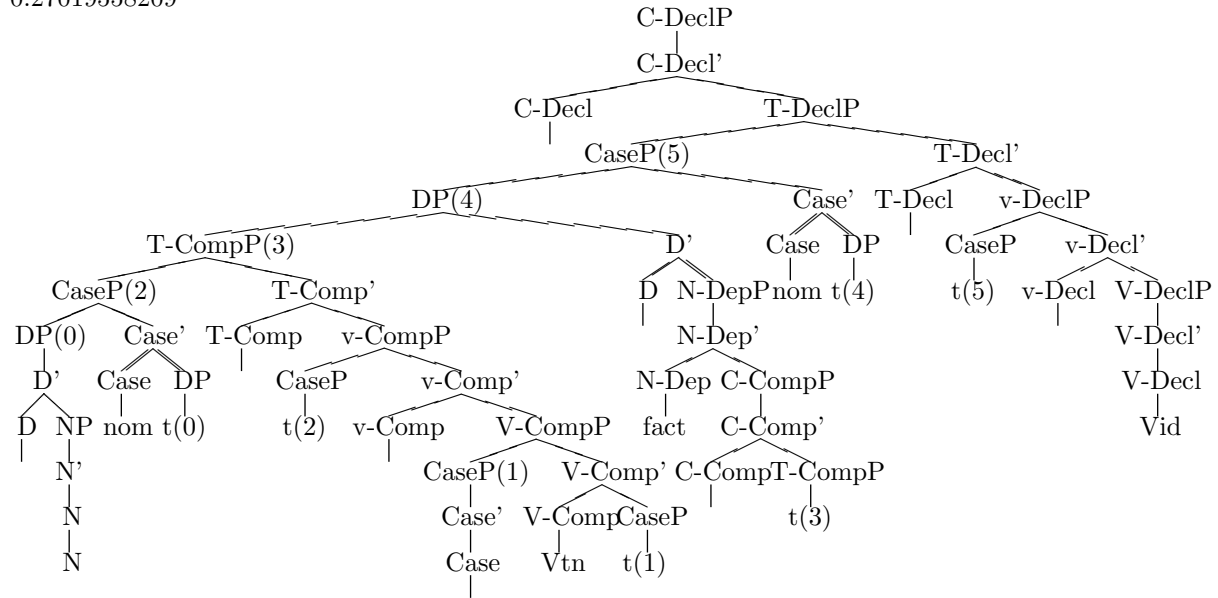 C-DeclP
C-Decl'
C-Decl T-DeclP
CaseP(5) T-Decl'
DP(4) Case' T-Decl v-DeclP
T-CompP(3) D' Case DP CaseP v-Decl'
CaseP(2) T-Comp' D N-DepP nom t(4) t(5) v-Decl V-DeclP
DP(0) Case' T-Comp v-CompP N-Dep' V-Decl'
D' Case DP CaseP v-Comp' N-Dep C-CompP V-Decl
D NP nom t(0) t(2) v-Comp V-CompP fact C-Comp' Vid
N' CaseP(1) V-Comp' C-Comp T-CompP
N Case' V-Comp CaseP t(3)
N Case Vtn t(1)